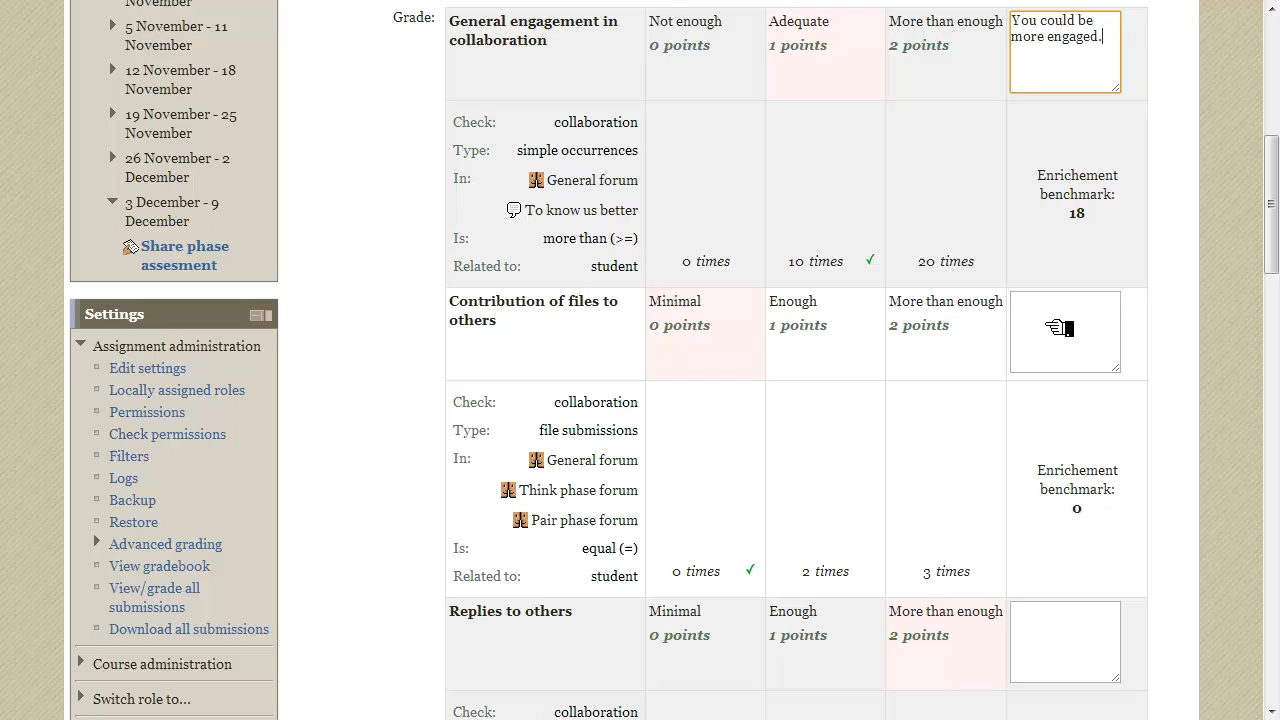 November
5 November - 11
November
12 November - 18
November
19 November - 25
November
26 November - 2
December
3 December - 9
December
Share phase
assesment
Settings
Assignment administration
Edit settings
Locally assigned roles
Permissions
Check permissions
Filters
Logs
Backup
Restore
Advanced grading
View gradebook
View/grade all
submissions
Download all submissions
Course administration
Switch role to...
Grade:
General engagement in
collaboration
Not enough
0 points
Adequate
1 points
More than enough
2 points
You could be
more engaged.
Check: collaboration
Type: simple occurrences
In: General forum
To know us better
Is: more than (>=)
Related to: student
0 times
10 times ✓
20 times
Enrichement
benchmark:
18
Contribution of files to
others
Minimal
0 points
Enough
1 points
More than enough
2 points
Check: collaboration
Type: file submissions
In: General forum
Think phase forum
Pair phase forum
Is: equal (=)
Related to: student
0 times ✓
2 times
3 times
Enrichement
benchmark:
0
Replies to others
Minimal
0 points
Enough
1 points
More than enough
2 points
Check: collaboration